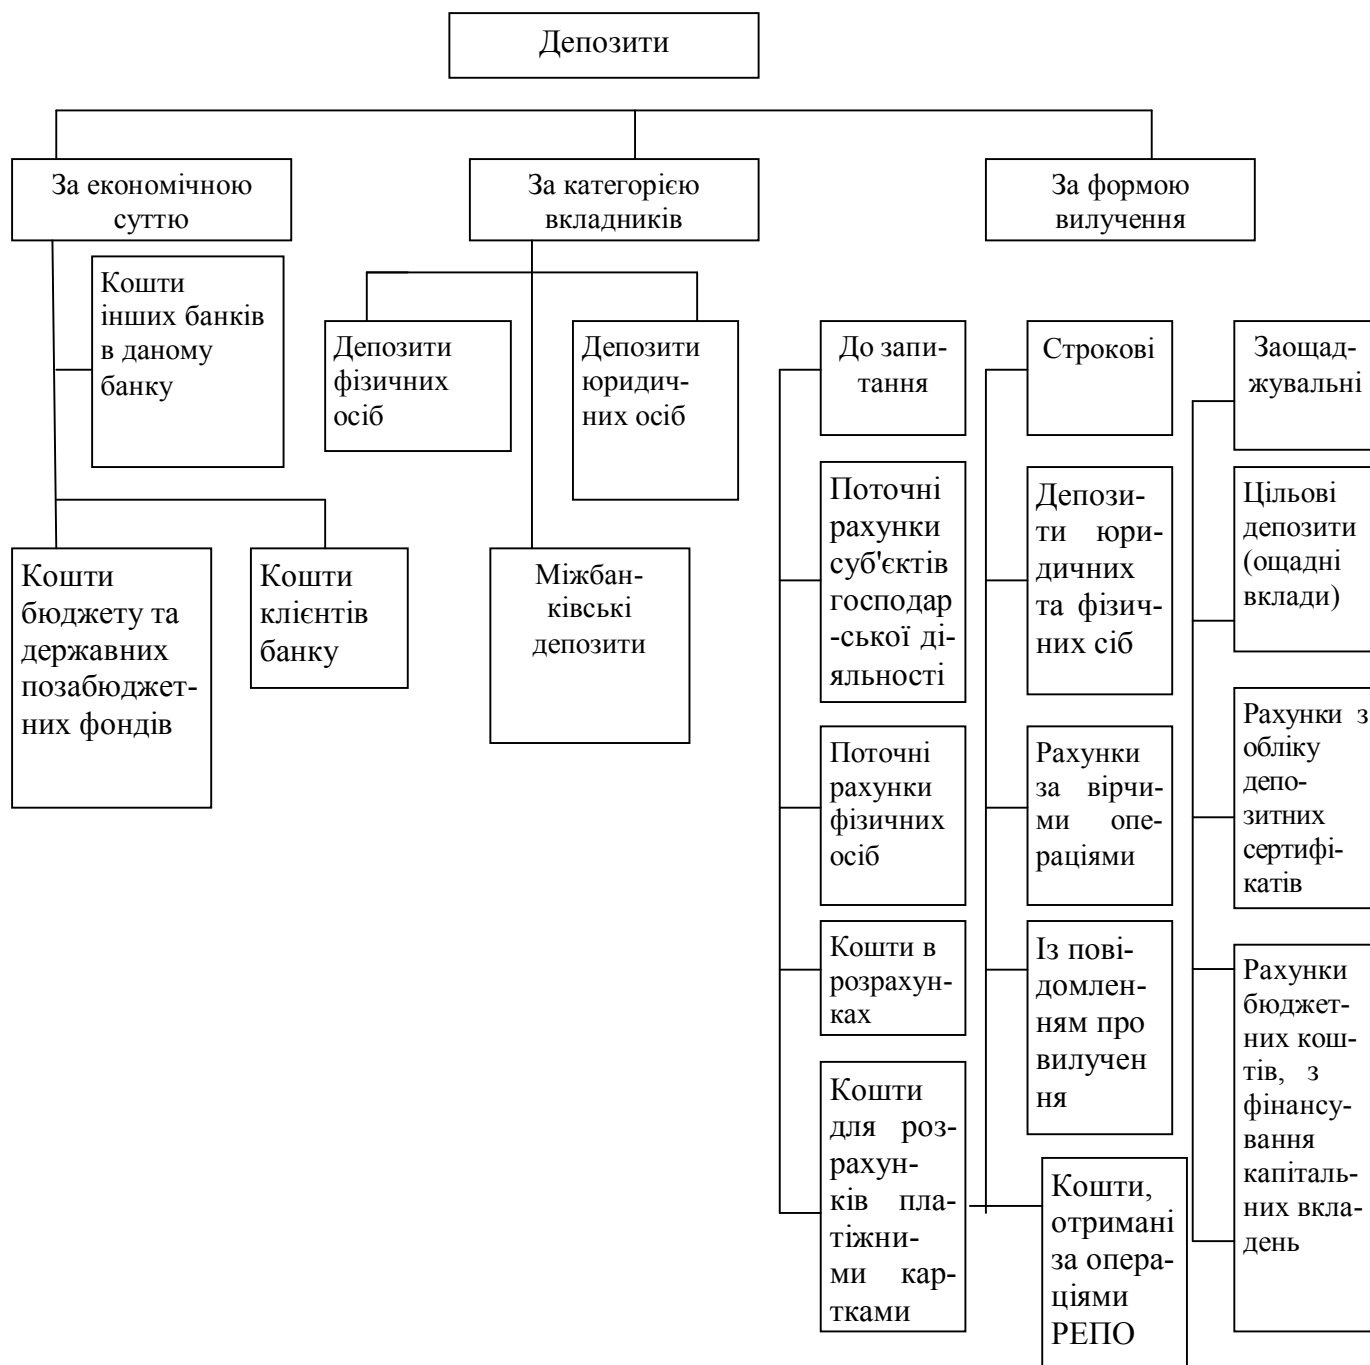 Депозити
За економічною
суттю
За категорією
вкладників
За формою
вилучення
Кошти
інших банків
в даному
банку
Кошти
бюджету та
державних
позабюджет-
них фондів
Кошти
клієнтів
банку
Депозити
фізичних
осіб
Депозити
юридич-
них осіб
Міжбан-
ківські
депозити
До запи-
тання
Поточні
рахунки
суб'єктів
господар
-ської ді-
яльності
Поточні
рахунки
фізичних
осіб
Кошти в
розрахун-
ках
Кошти
для роз-
рахун-
ків пла-
тіжни-
ми кар-
тками
Строкові
Депози-
ти юри-
дичних
та фізич-
них сіб
Рахунки
за вірчи-
ми опе-
раціями
Із пові-
домлен-
ням про
вилучен
ня
Кошти,
отримані
за опера-
ціями
РЕПО
Заощад-
жувальні
Цільові
депозити
(ощадні
вклади)
Рахунки з
обліку
депо-
зитних
сертифі-
катів
Рахунки
бюджет-
них кош-
тів, з
фінансу-
вання
капіталь-
них вкла-
день